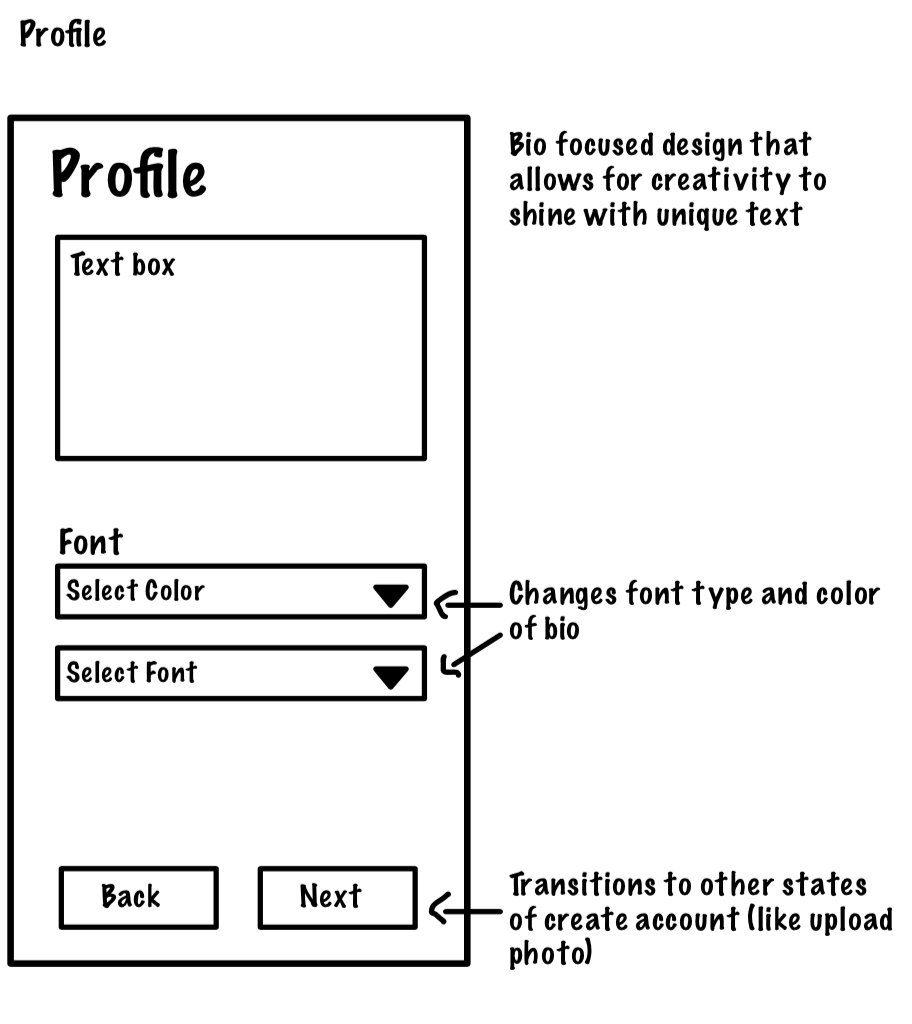 Profile
Profile
Bio focused design that
allows for creativity to
shine with unique text
Text box
Font
Select Color
Changes font type and color
of bio
Select Font
Back
Next
Transitions to other states
of create account (like upload
photo)